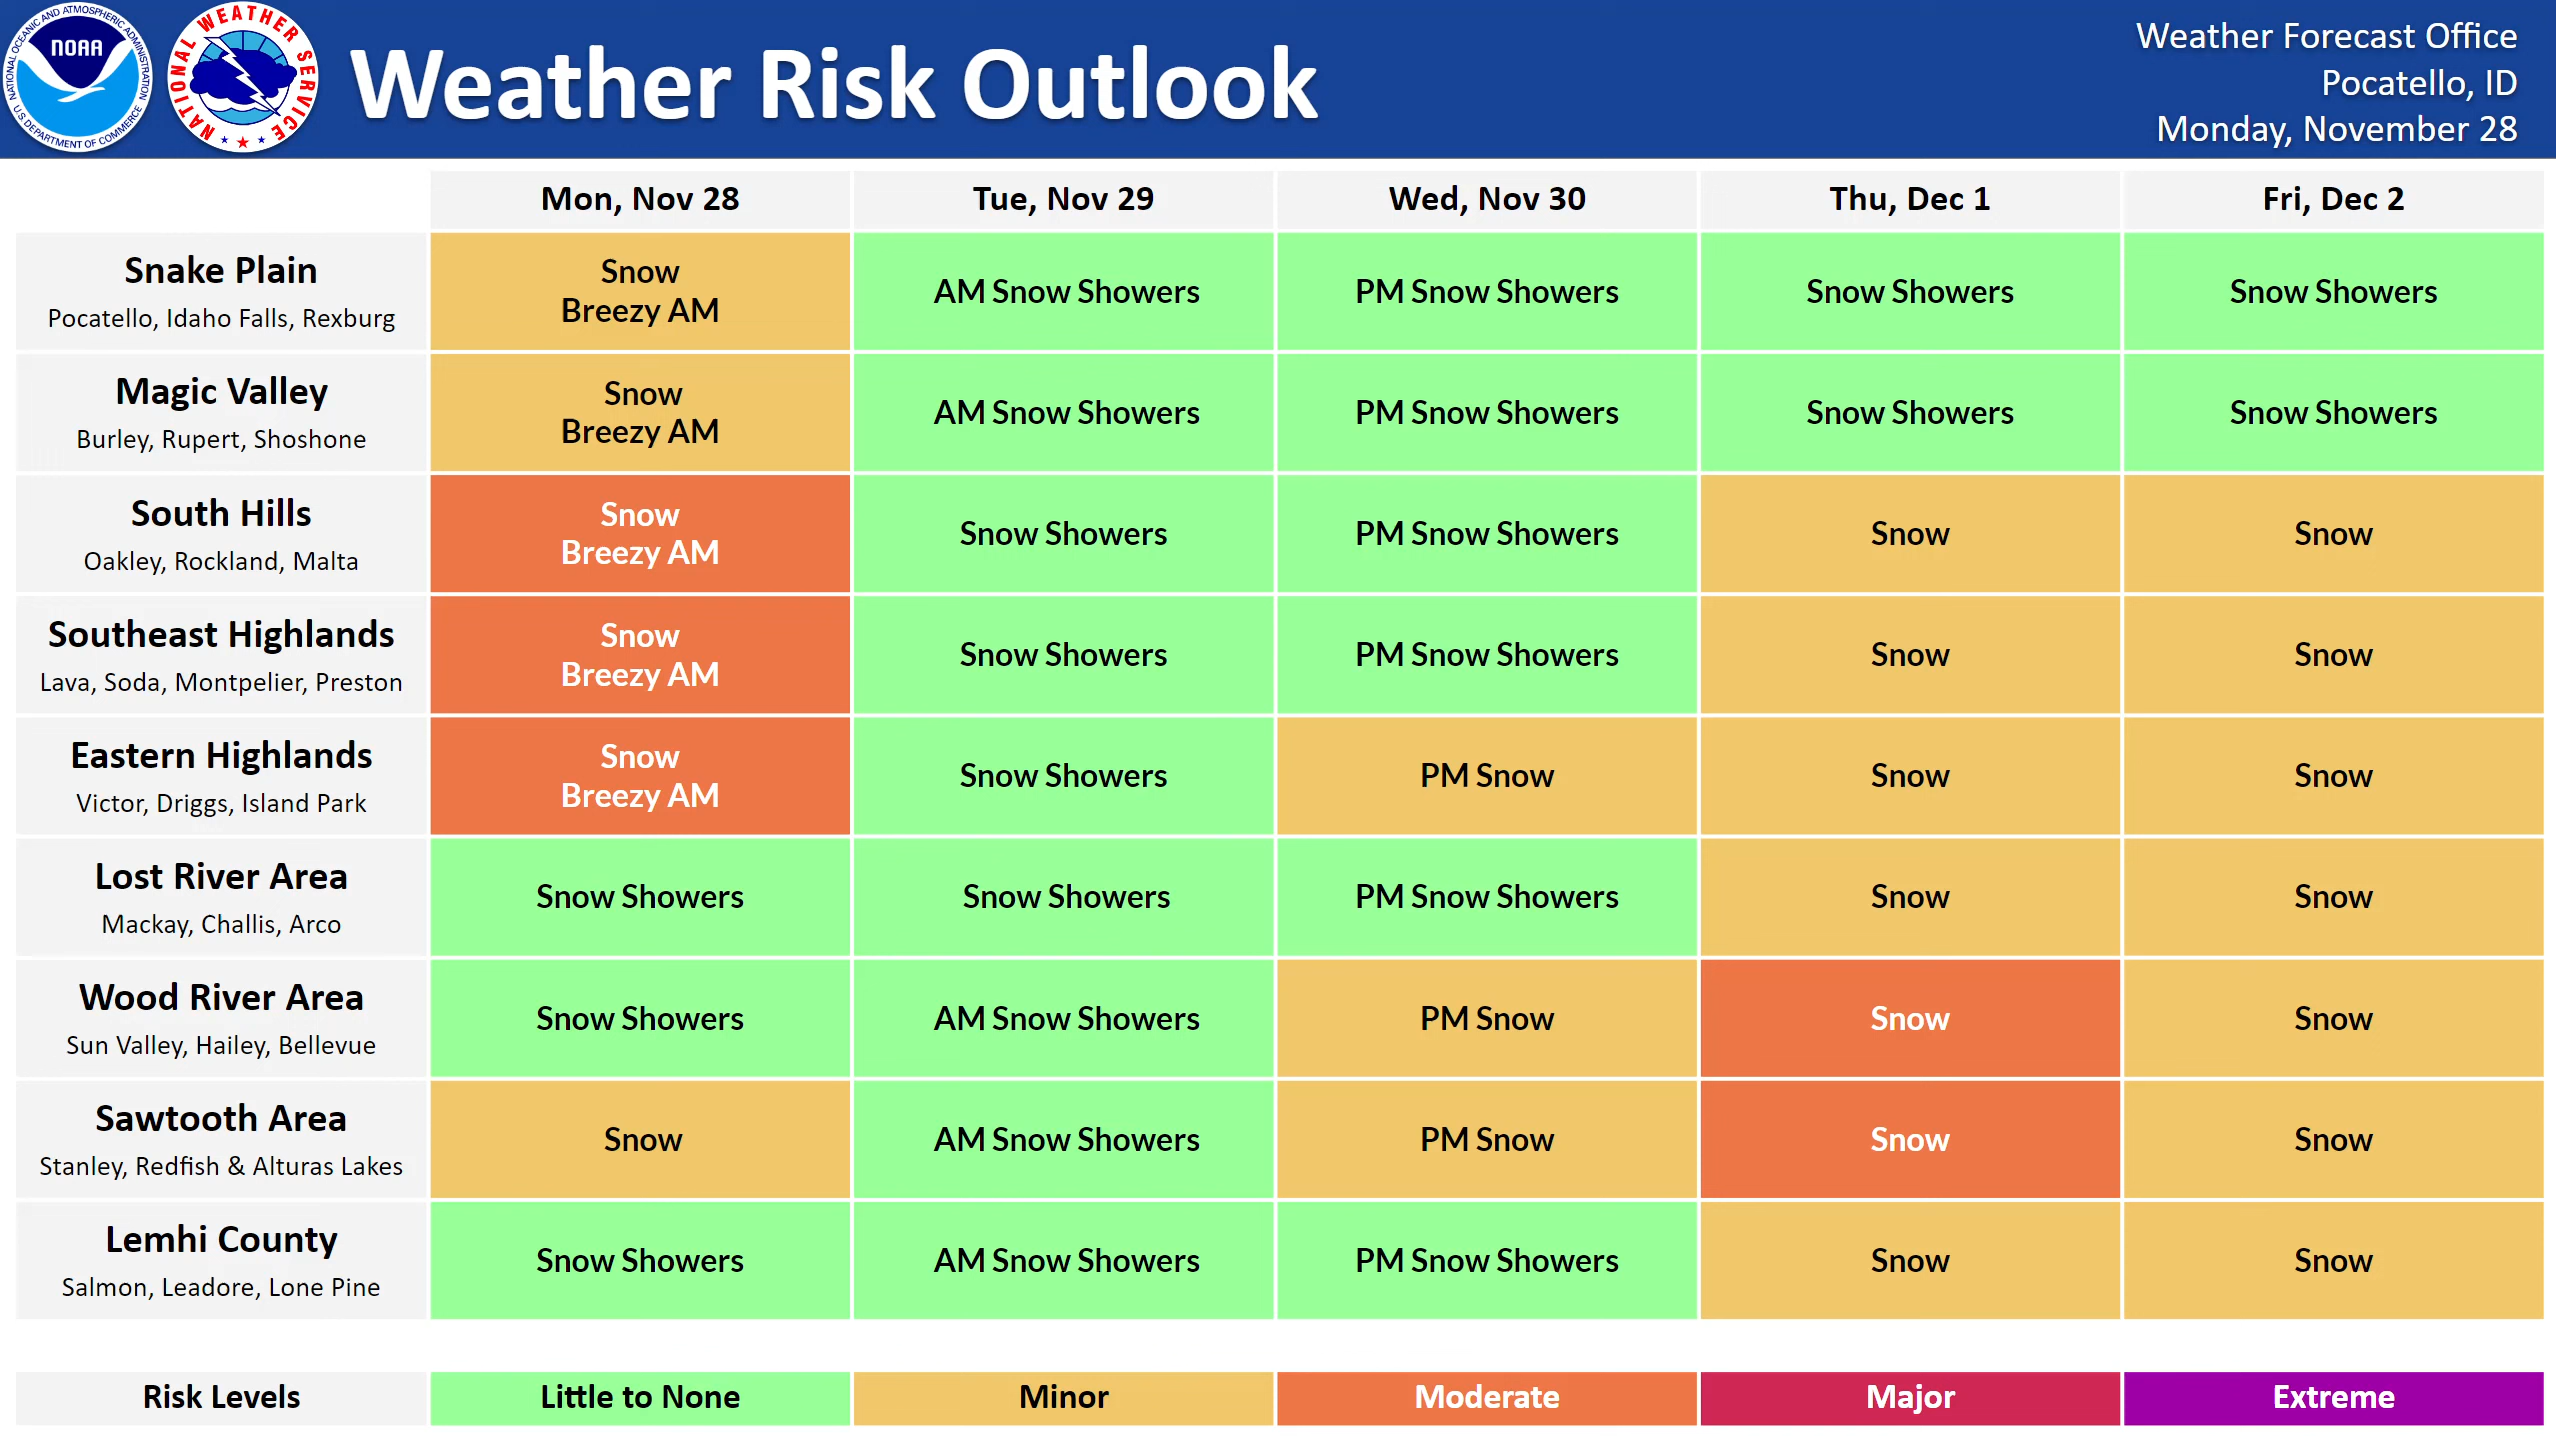 NATIONAL OCEANIC AND ATMOSPHERIC ADMINISTRATION
NOAA
U.S. DEPARTMENT OF COMMERCE
NATIONAL WEATHER SERVICE
Weather Risk Outlook
Weather Forecast Office
Pocatello, ID
Monday, November 28
Mon, Nov 28 Tue, Nov 29 Wed, Nov 30 Thu, Dec 1 Fri, Dec 2
Snake Plain
Pocatello, Idaho Falls, Rexburg
Snow
Breezy AM
AM Snow Showers
PM Snow Showers
Snow Showers
Snow Showers
Magic Valley
Burley, Rupert, Shoshone
Snow
Breezy AM
AM Snow Showers
PM Snow Showers
Snow Showers
Snow Showers
South Hills
Oakley, Rockland, Malta
Snow
Breezy AM
Snow Showers
PM Snow Showers
Snow
Snow
Southeast Highlands
Lava, Soda, Montpelier, Preston
Snow
Breezy AM
Snow Showers
PM Snow Showers
Snow
Snow
Eastern Highlands
Victor, Driggs, Island Park
Snow
Breezy AM
Snow Showers
PM Snow
Snow
Snow
Lost River Area
Mackay, Challis, Arco
Snow Showers
Snow Showers
PM Snow Showers
Snow
Snow
Wood River Area
Sun Valley, Hailey, Bellevue
Snow Showers
AM Snow Showers
PM Snow
Snow
Snow
Sawtooth Area
Stanley, Redfish & Alturas Lakes
Snow
AM Snow Showers
PM Snow
Snow
Snow
Lemhi County
Salmon, Leadore, Lone Pine
Snow Showers
AM Snow Showers
PM Snow Showers
Snow
Snow
Risk Levels Little to None Minor Moderate Major Extreme